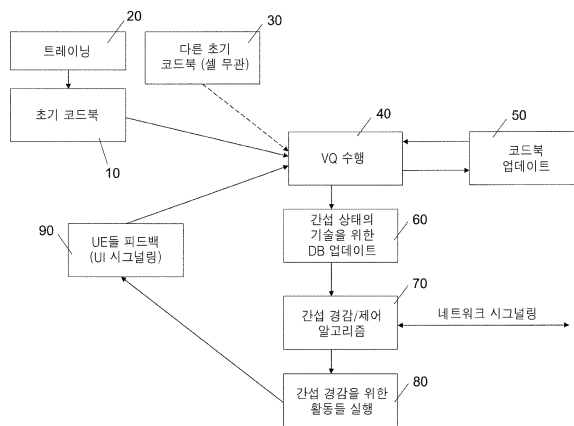 20
트레이닝
30
다른 초기
코드북 (셀 무관)
초기 코드북
10
40
VQ 수행
50
코드북
업데이트
60
간섭 상태의
기술을 위한
DB 업데이트
90
UE들 피드백
(UI 시그널링)
70
간섭 경감/제어
알고리즘
네트워크 시그널링
80
간섭 경감을 위한
활동들 실행